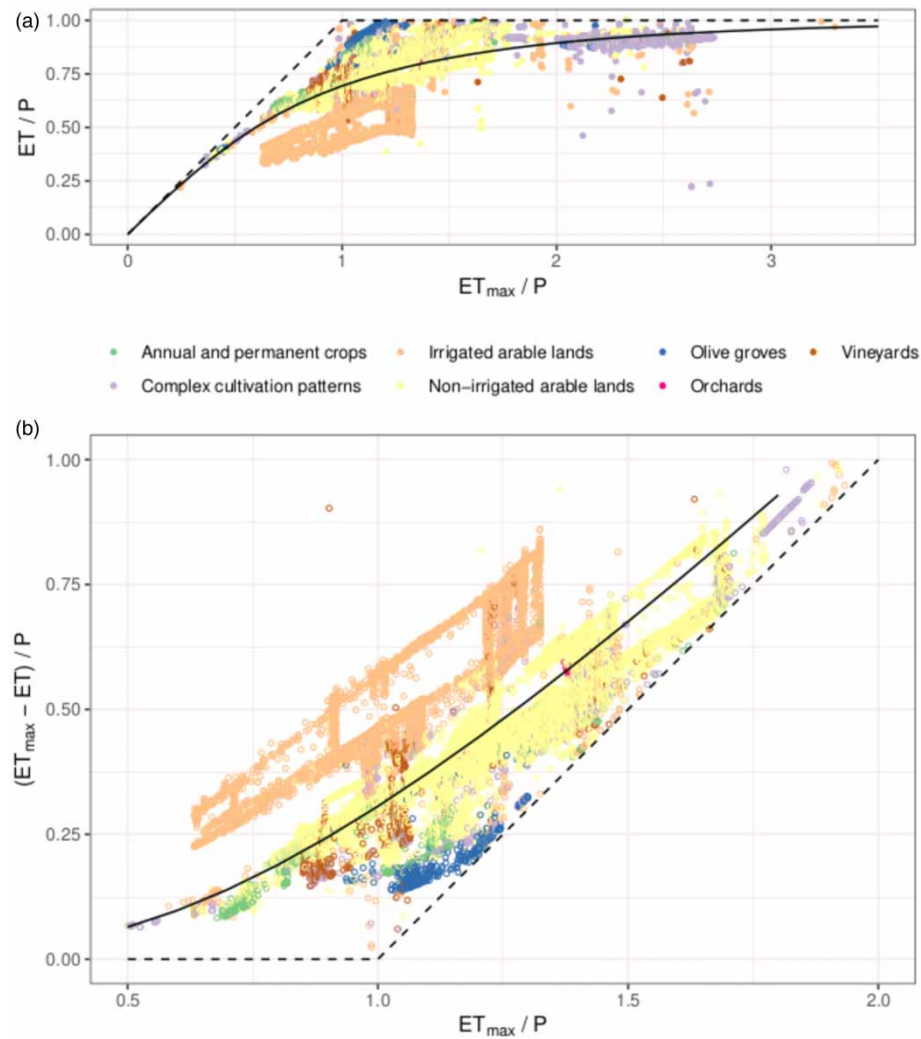 (a)
1.00
0.75
0.50
0.25
0.00
ET / P
0 1 2 3
ETmax / P
Annual and permanent crops Irrigated arable lands Olive groves Vineyards
Complex cultivation patterns Non−irrigated arable lands Orchards
(b)
1.00
0.75
0.50
0.25
0.00
(ETmax − ET) / P
0.5 1.0 1.5 2.0
ETmax / P